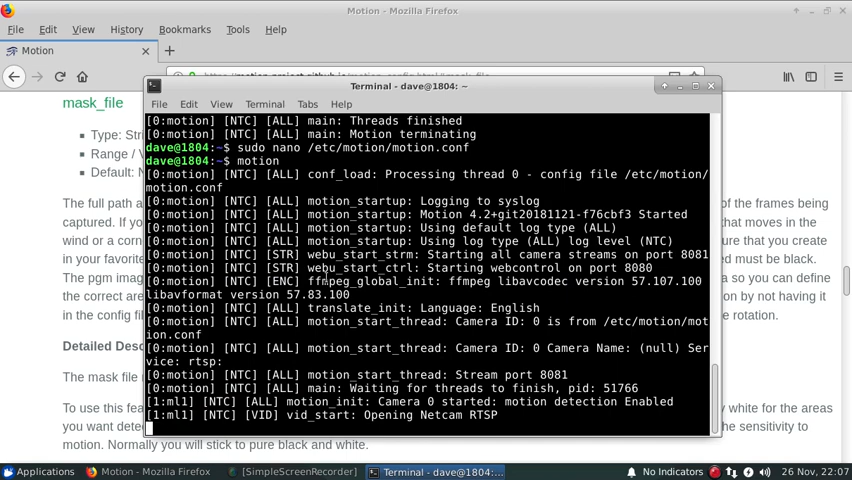 Motion - Mozilla Firefox
File Edit View History Bookmarks Tools Help
Motion
mask_file
Terminal - dave@1804: ~
File Edit View Terminal Tabs Help
[0:motion] [NTC] [ALL] main: Threads finished
[0:motion] [NTC] [ALL] main: Motion terminating
dave@1804:~$ sudo nano /etc/motion/motion.conf
dave@1804:~$ motion
[0:motion] [NTC] [ALL] conf_load: Processing thread 0 - config file /etc/motion/
motion.conf
[0:motion] [NTC] [ALL] motion_startup: Logging to syslog
[0:motion] [NTC] [ALL] motion_startup: Motion 4.2+git20181121-f76cbf3 Started
[0:motion] [NTC] [ALL] motion_startup: Using default log type (ALL)
[0:motion] [NTC] [ALL] motion_startup: Using log type (ALL) log level (NTC)
[0:motion] [NTC] [STR] webu_start_strm: Starting all camera streams on port 8081
[0:motion] [NTC] [STR] webu_start_ctrl: Starting webcontrol on port 8080
[0:motion] [NTC] [ENC] ffmpeg_global_init: ffmpeg libavcodec version 57.107.100
libavformat version 57.83.100
[0:motion] [NTC] [ALL] translate_init: Language: English
[0:motion] [NTC] [ALL] motion_start_thread: Camera ID: 0 is from /etc/motion/mot
ion.conf
[0:motion] [NTC] [ALL] motion_start_thread: Camera ID: 0 Camera Name: (null) Ser
vice: rtsp:
[0:motion] [NTC] [ALL] motion_start_thread: Stream port 8081
[0:motion] [NTC] [ALL] main: Waiting for threads to finish, pid: 51766
[1:ml1] [NTC] [ALL] motion_init: Camera 0 started: motion detection Enabled
[1:ml1] [NTC] [VID] vid_start: Opening Netcam RTSP
Type:
Range /
Default:
The full path a
of the frames being
captured. If yo
that moves in the
wind or a corn
ure that you create
in your favorite
ed must be black.
The pgm imag
a so you can define
the correct are
on by not having it
in the config fi
e rotation.
Detailed Desc
The mask file
To use this fea
y white for the areas
you want detec
the sensitivity to
motion. Normally you will stick to pure black and white.
Applications Motion - Mozilla Firefox [SimpleScreenRecorder] Terminal - dave@1804:... No Indicators 26 Nov, 22:07